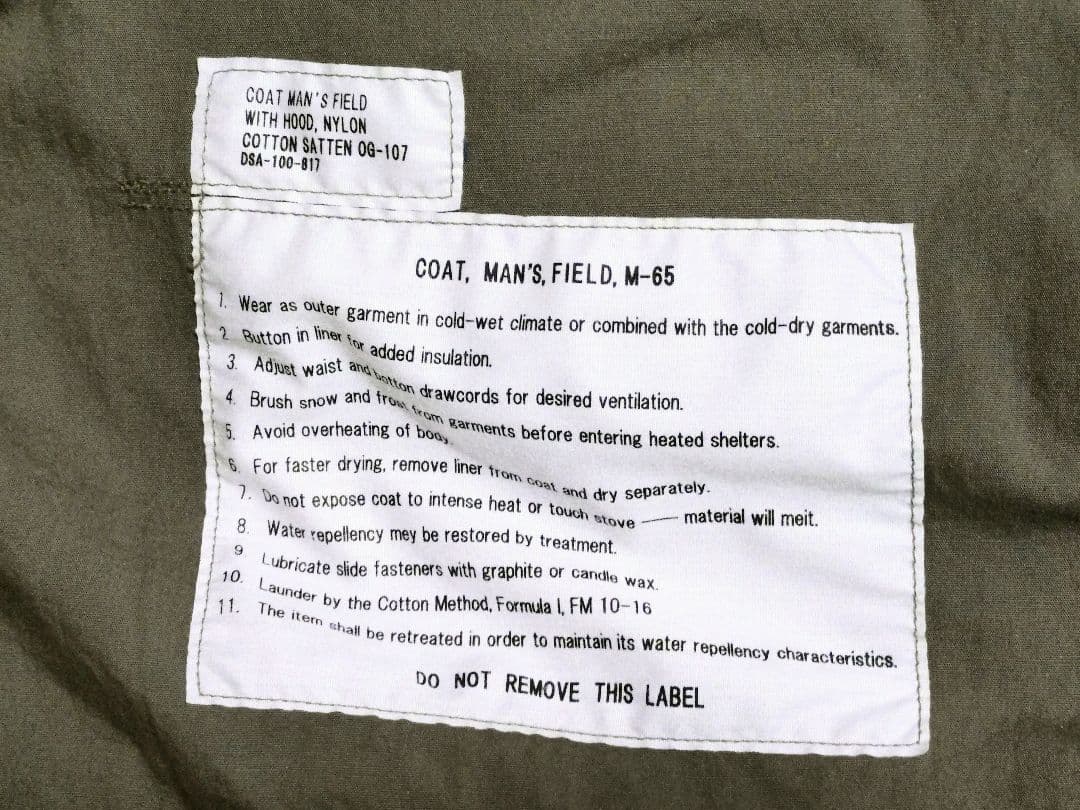 COAT MAN'S FIELD
WITH HOOD, NYLON
COTTON SATTEN OG-107
DSA-100-817
COAT, MAN'S, FIELD, M-65
1. Wear as outer garment in cold-wet climate or combined with the cold-dry garments.
2 Button in liner for added insulation.
3. Adjust waist and botton drawcords for desired ventilation.
4. Brush snow and frost from garments before entering heated shelters.
5. Avoid overheating of body.
6. For faster drying, remove liner from coat and dry separately.
7. Do not expose coat to intense heat or touch stove — material will meit.
8. Water repellency mey be restored by treatment.
9 Lubricate slide fasteners with graphite or candle wax.
10. Launder by the Cotton Method, Formula I, FM 10-16
11. The itern shall be retreated in order to maintain its water repellency characteristics.
DO NOT REMOVE THIS LABEL